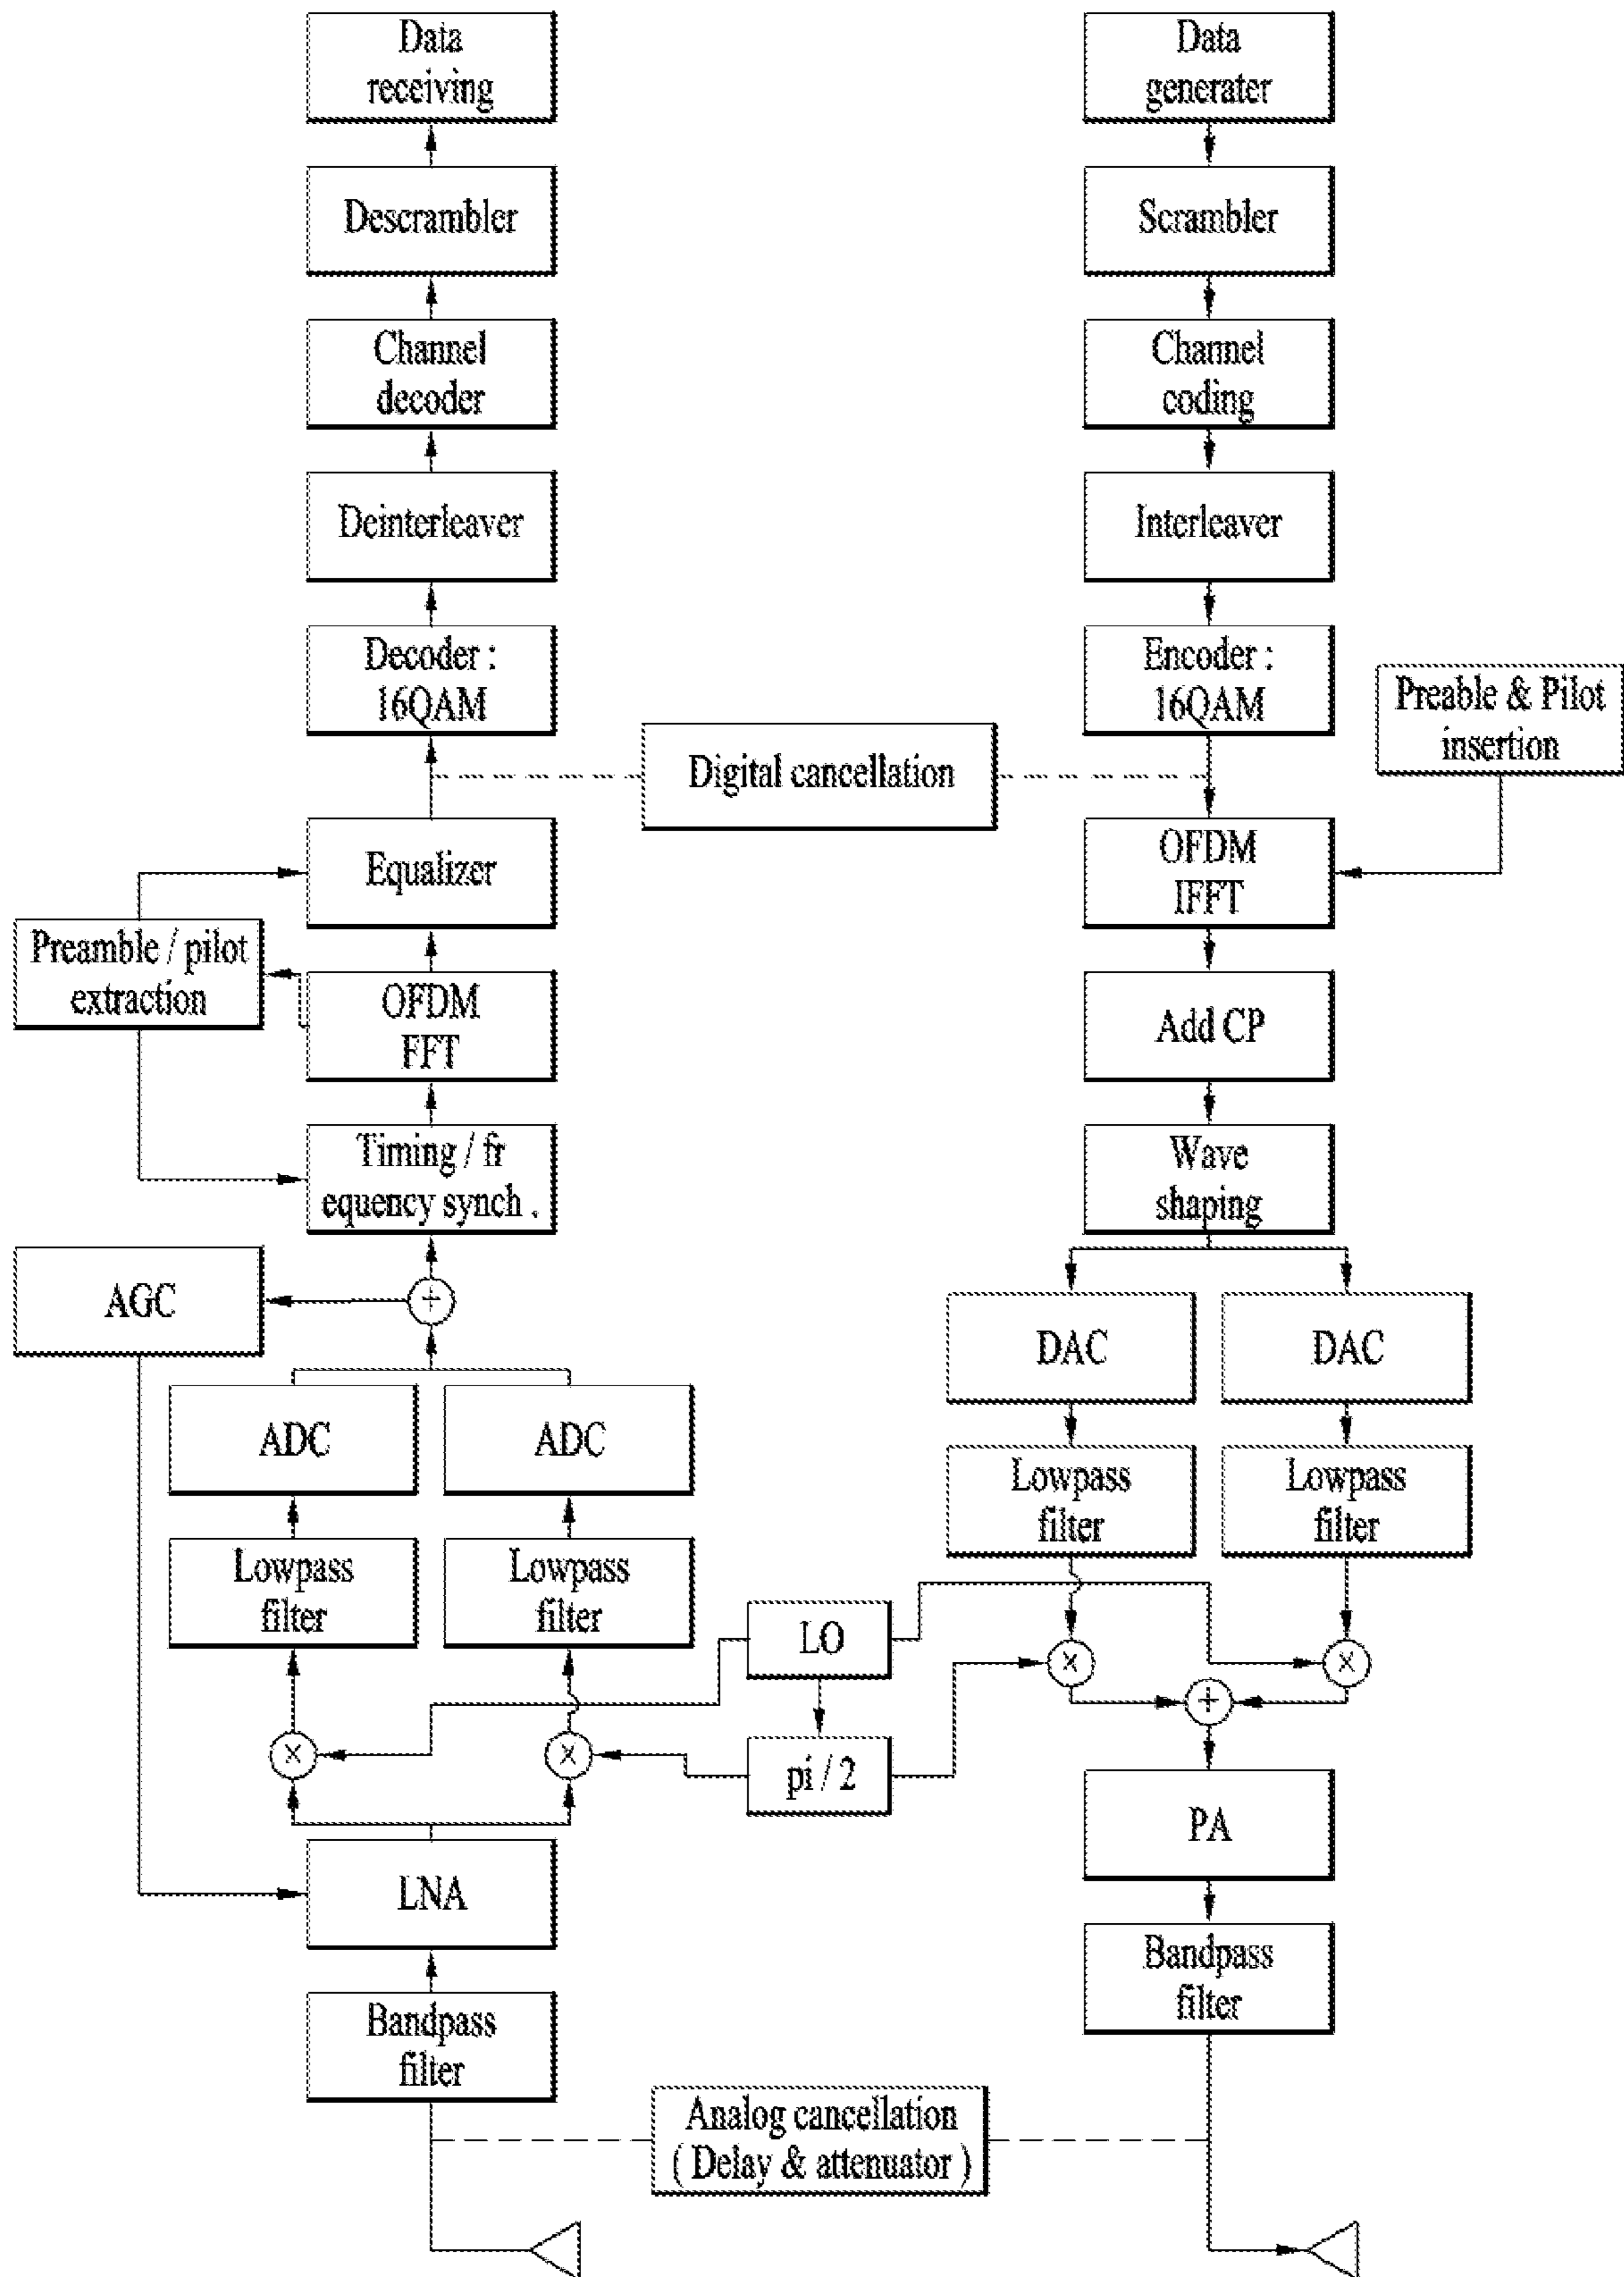 Data
receiving
Data
generater
Descrambler
Scrambler
Channel
decoder
Channel
coding
Deinterleaver
Interleaver
Decoder :
16QAM
Encoder :
16QAM
Preable & Pilot
insertion
Digital cancellation
Equalizer
OFDM
IFFT
Preamble / pilot
extraction
OFDM
FFT
Add CP
Timing / fr
equency synch .
Wave
shaping
AGC
+
DAC
DAC
ADC
ADC
Lowpass
filter
Lowpass
filter
Lowpass
filter
Lowpass
filter
LO
×
×
+
×
×
pi / 2
PA
LNA
Bandpass
filter
Bandpass
filter
Analog cancellation
( Delay & attenuator )